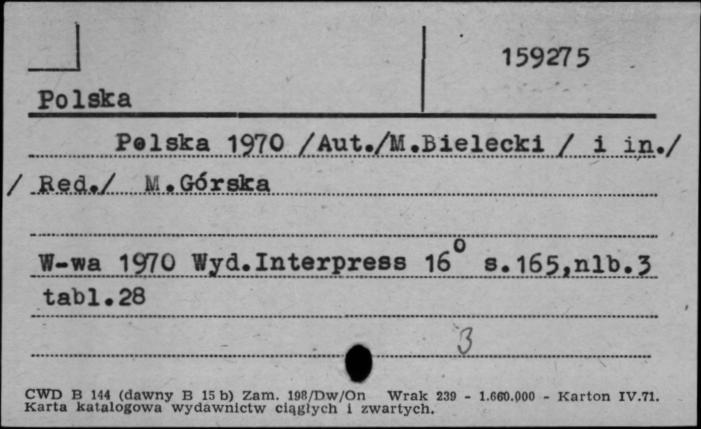 159275
Polska
Polska 1970 /Aut./M.Bielecki / i in./
/ Red./ M.Górska
W-wa 1970 Wyd.Interpress 16° s.165,nlb.3
tabl.28
3
CWD B 144 (dawny B 15 b) Zam. 198/Dw/On Wrak 239 - 1.660.000 - Karton IV.71.
Karta katalogowa wydawnictw ciągłych i zwartych.